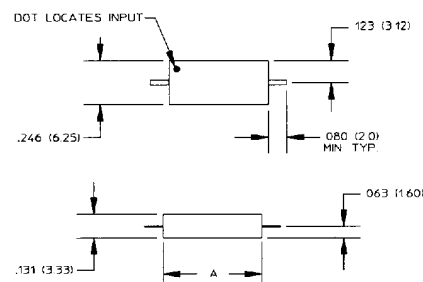 DOT LOCATES INPUT
.123 (3.12)
.246 (6.25)
.080 (2.0)
MIN TYP.
.063 (1.60)
.131 (3.33)
A